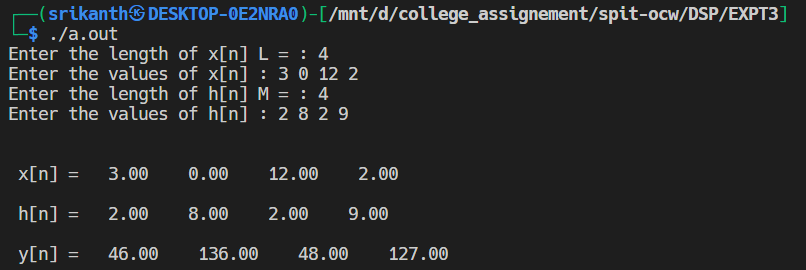 ┌──(srikanth㉿DESKTOP-0E2NRA0)-[/mnt/d/college_assignement/spit-ocw/DSP/EXPT3]
└─$ ./a.out
Enter the length of x[n] L = : 4
Enter the values of x[n] : 3 0 12 2
Enter the length of h[n] M = : 4
Enter the values of h[n] : 2 8 2 9
x[n] =   3.00    0.00    12.00    2.00
h[n] =   2.00    8.00    2.00    9.00
y[n] =   46.00    136.00    48.00    127.00